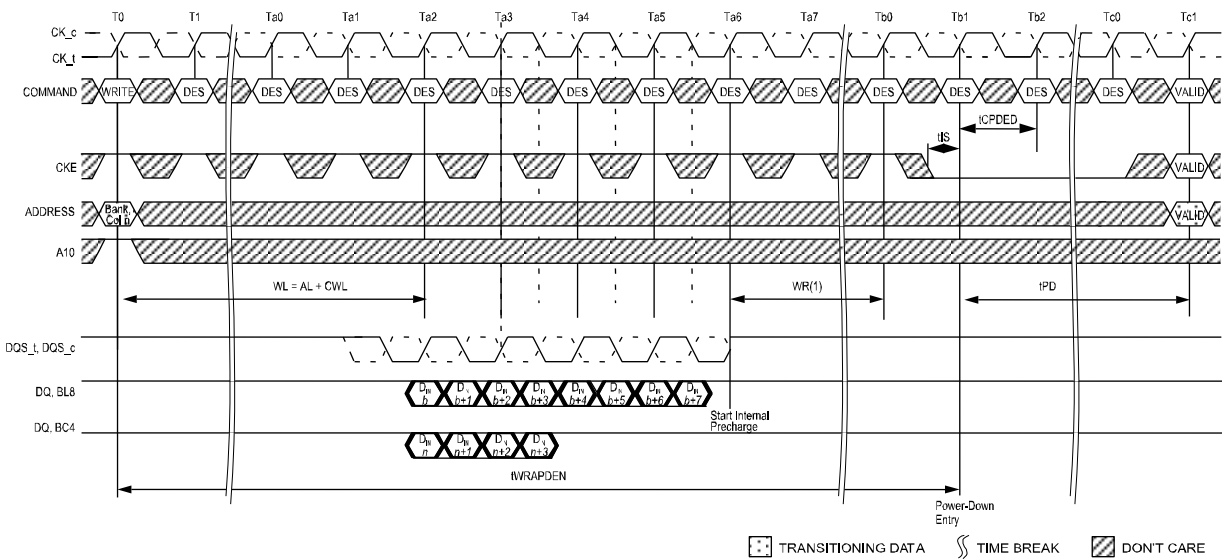 T0 T1 Ta0 Ta1 Ta2 Ta3 Ta4 Ta5 Ta6 Ta7 Tb0 Tb1 Tb2 Tc0 Tc1
CK_c
CK_t
COMMAND WRITE DES DES DES DES DES DES DES DES DES DES DES DES DES VALID
tCPDED
tIS
CKE VALID
ADDRESS Bank, Col b VALID
A10
WL = AL + CWL WR(1) tPD
DQS_t, DQS_c
DQ, BL8 DIN b DIN b+1 DIN b+2 DIN b+3 DIN b+4 DIN b+5 DIN b+6 DIN b+7
Start Internal
Precharge
DQ, BC4 DIN n DIN n+1 DIN n+2 DIN n+3
tWRAPDEN
Power-Down
Entry
TRANSITIONING DATA TIME BREAK DON'T CARE